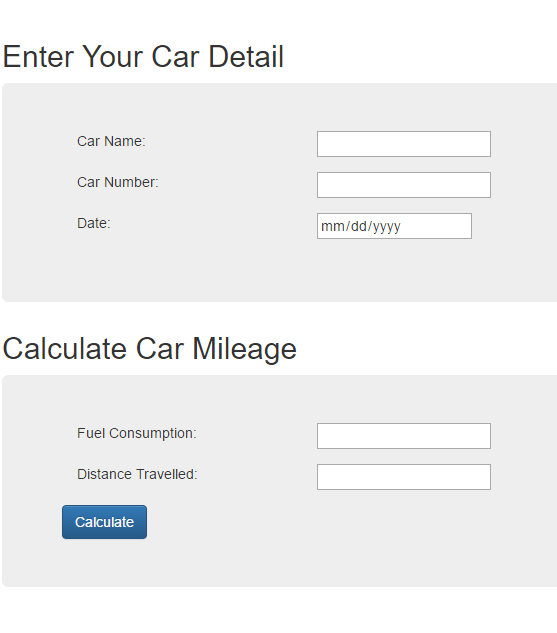 Enter Your Car Detail
Car Name:
Car Number:
Date:
mm/dd/yyyy
Calculate Car Mileage
Fuel Consumption:
Distance Travelled:
Calculate